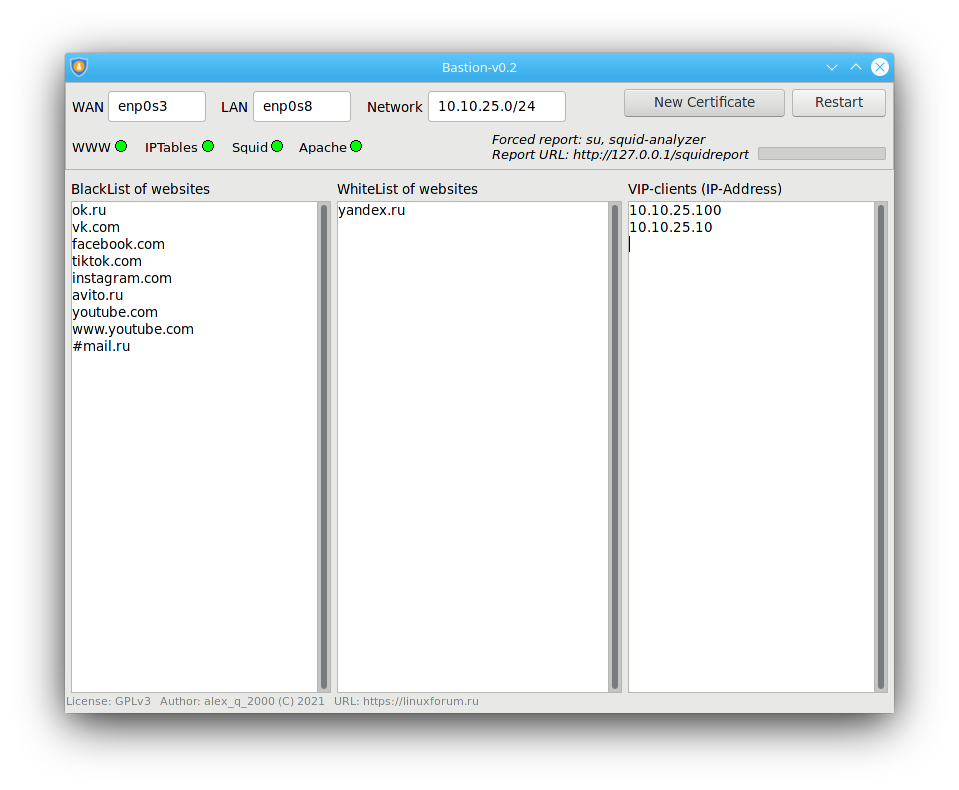 Bastion-v0.2
WAN enp0s3 LAN enp0s8 Network 10.10.25.0/24 New Certificate Restart
WWW IPTables Squid Apache
Forced report: su, squid-analyzer
Report URL: http://127.0.0.1/squidreport
BlackList of websites
ok.ru
vk.com
facebook.com
tiktok.com
instagram.com
avito.ru
youtube.com
www.youtube.com
#mail.ru
WhiteList of websites
yandex.ru
VIP-clients (IP-Address)
10.10.25.100
10.10.25.10
License: GPLv3 Author: alex_q_2000 (C) 2021 URL: https://linuxforum.ru